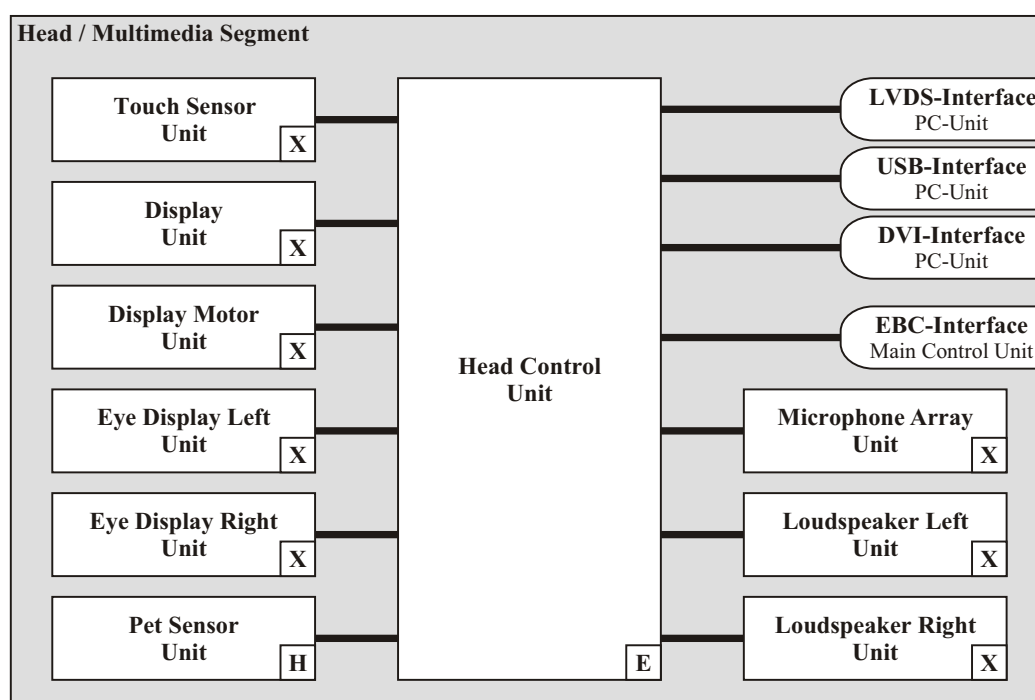 Head / Multimedia Segment
Touch Sensor
Unit
X
Display
Unit
X
Display Motor
Unit
X
Eye Display Left
Unit
X
Eye Display Right
Unit
X
Pet Sensor
Unit
H
Head Control
Unit
E
LVDS-Interface
PC-Unit
USB-Interface
PC-Unit
DVI-Interface
PC-Unit
EBC-Interface
Main Control Unit
Microphone Array
Unit
X
Loudspeaker Left
Unit
X
Loudspeaker Right
Unit
X